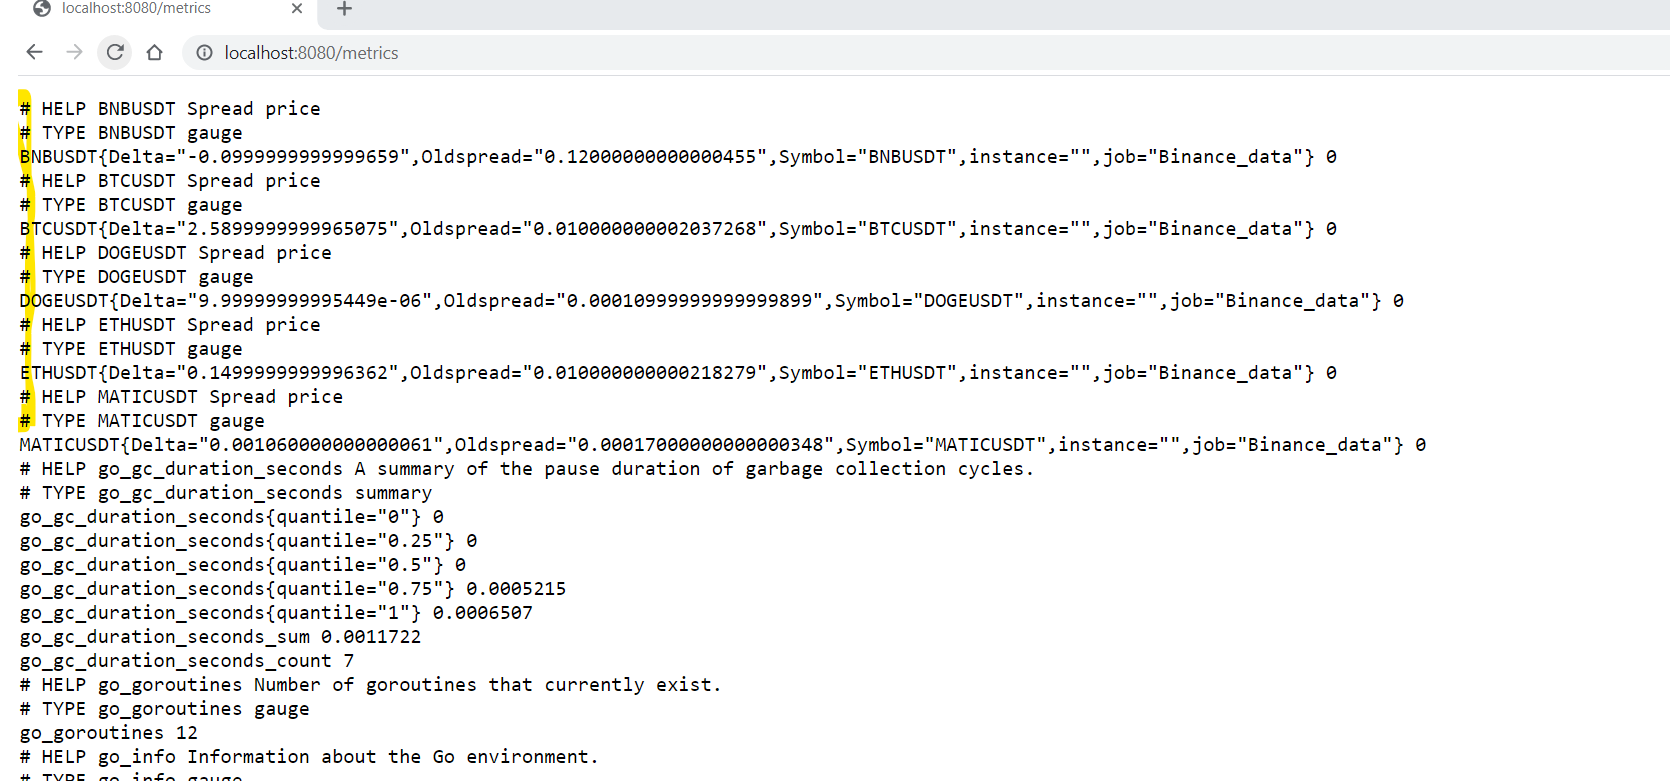 localhost:8080/metrics
localhost:8080/metrics
# HELP BNBUSDT Spread price
# TYPE BNBUSDT gauge
BNBUSDT{Delta="-0.0999999999999659",Oldspread="0.12000000000000455",Symbol="BNBUSDT",instance="",job="Binance_data"} 0
# HELP BTCUSDT Spread price
# TYPE BTCUSDT gauge
BTCUSDT{Delta="2.5899999999965075",Oldspread="0.010000000002037268",Symbol="BTCUSDT",instance="",job="Binance_data"} 0
# HELP DOGEUSDT Spread price
# TYPE DOGEUSDT gauge
DOGEUSDT{Delta="9.99999999995449e-06",Oldspread="0.00010999999999999899",Symbol="DOGEUSDT",instance="",job="Binance_data"} 0
# HELP ETHUSDT Spread price
# TYPE ETHUSDT gauge
ETHUSDT{Delta="0.1499999999996362",Oldspread="0.010000000000218279",Symbol="ETHUSDT",instance="",job="Binance_data"} 0
# HELP MATICUSDT Spread price
# TYPE MATICUSDT gauge
MATICUSDT{Delta="0.001060000000000061",Oldspread="0.00017000000000000348",Symbol="MATICUSDT",instance="",job="Binance_data"} 0
# HELP go_gc_duration_seconds A summary of the pause duration of garbage collection cycles.
# TYPE go_gc_duration_seconds summary
go_gc_duration_seconds{quantile="0"} 0
go_gc_duration_seconds{quantile="0.25"} 0
go_gc_duration_seconds{quantile="0.5"} 0
go_gc_duration_seconds{quantile="0.75"} 0.0005215
go_gc_duration_seconds{quantile="1"} 0.0006507
go_gc_duration_seconds_sum 0.0011722
go_gc_duration_seconds_count 7
# HELP go_goroutines Number of goroutines that currently exist.
# TYPE go_goroutines gauge
go_goroutines 12
# HELP go_info Information about the Go environment.
# TYPE go_info gauge